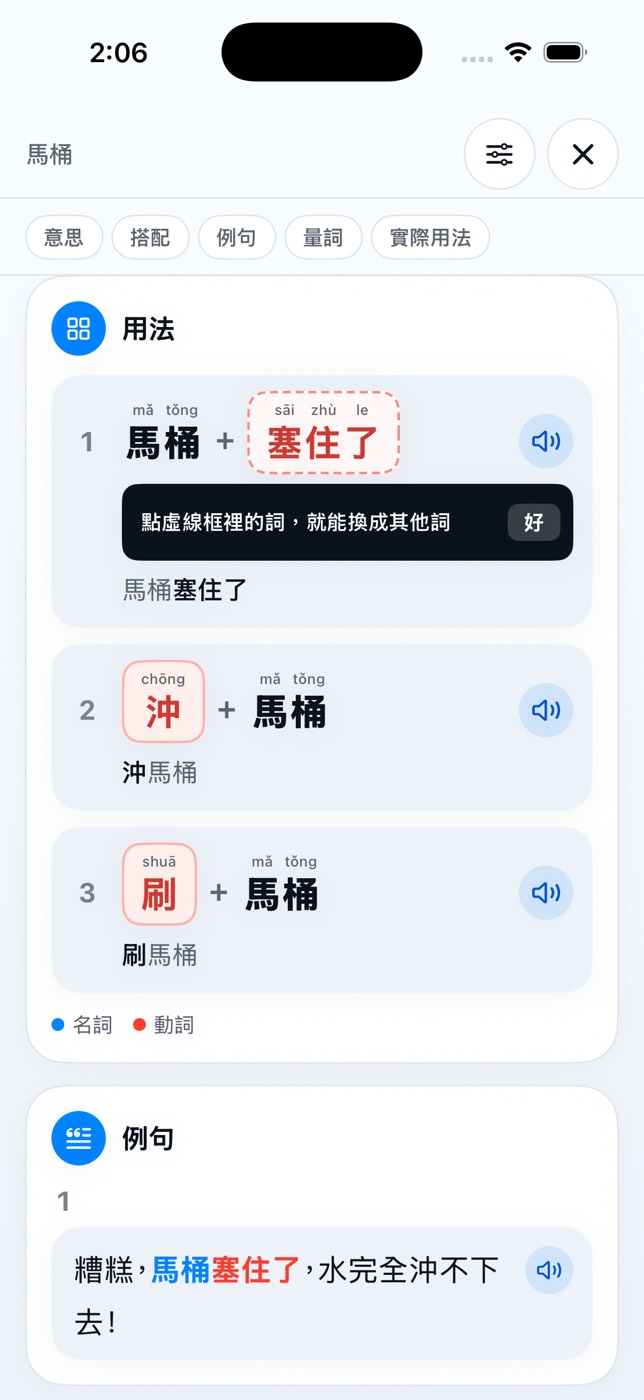 2:06
馬桶
意思 搭配 例句 量詞 實際用法
用法
mǎ tǒng sāi zhù le
1 馬桶 + 塞住了
點虛線框裡的詞，就能換成其他詞 好
馬桶塞住了
chōng mǎ tǒng
2 沖 + 馬桶
沖馬桶
shuā mǎ tǒng
3 刷 + 馬桶
刷馬桶
名詞 動詞
例句
1
糟糕，馬桶塞住了，水完全沖不下
去！